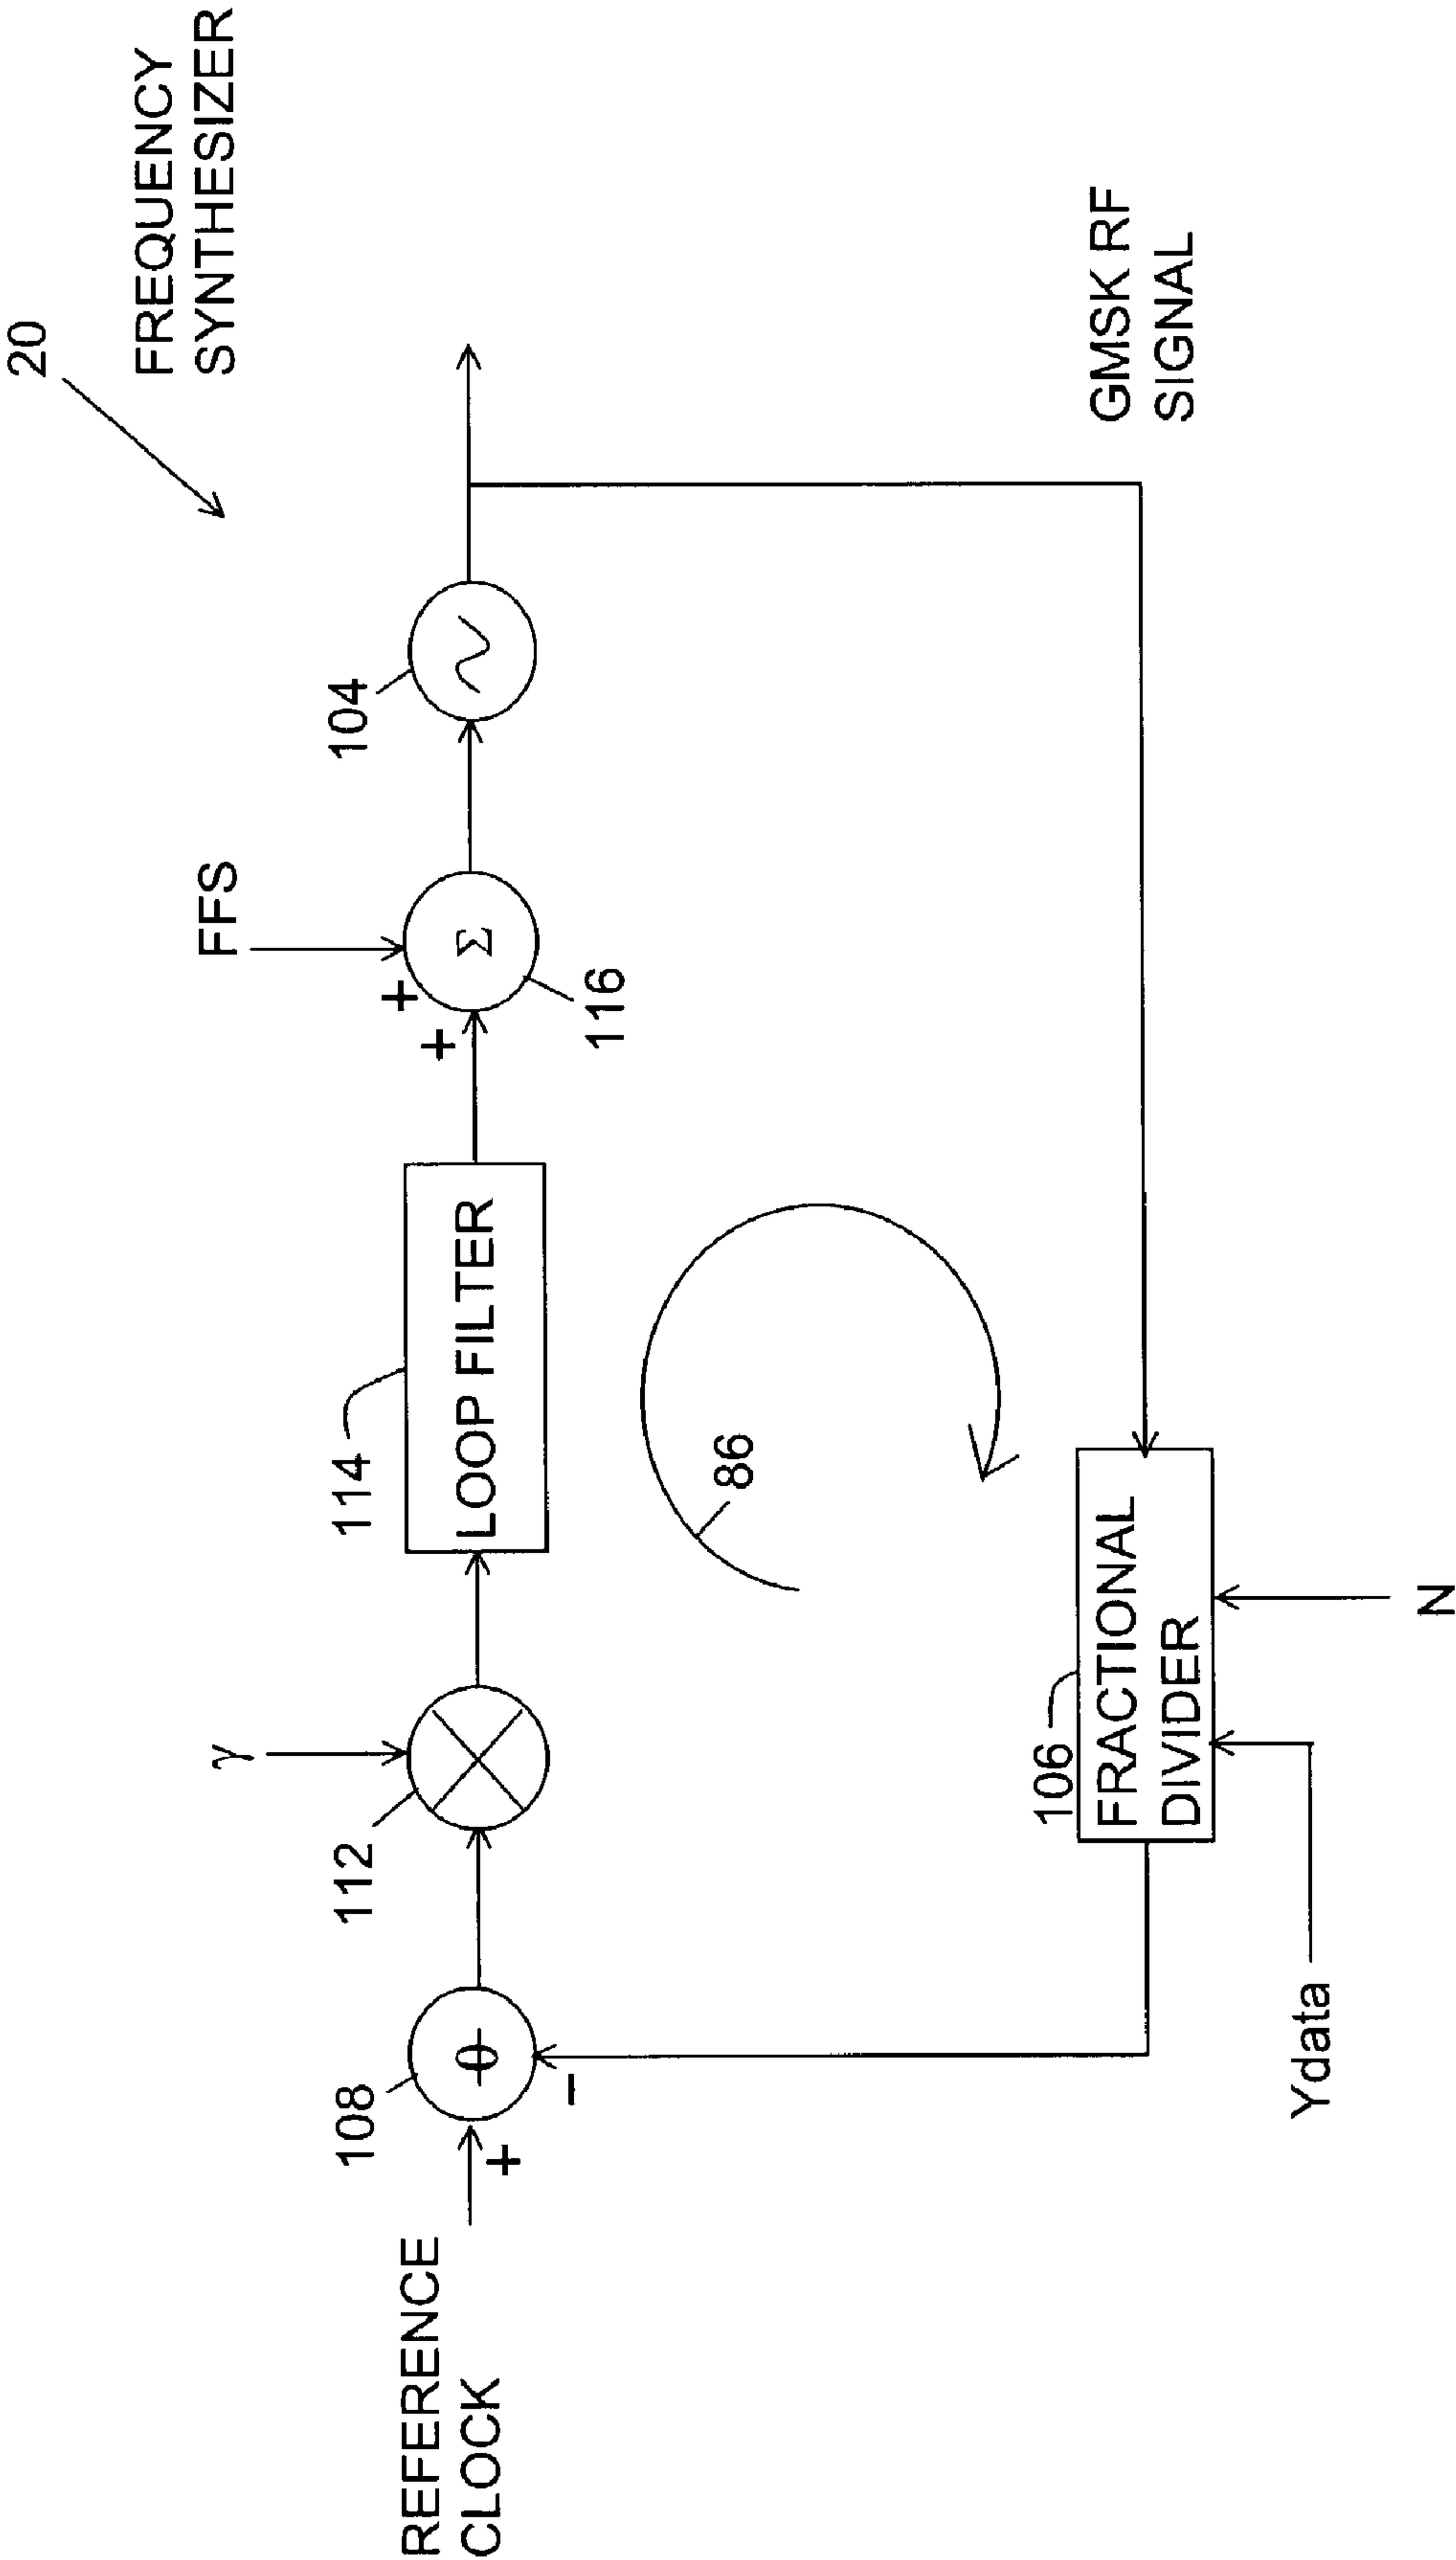 20
FREQUENCY
SYNTHESIZER
FFS
γ
108
112
114
LOOP FILTER
+
+
Σ
116
104
REFERENCE
CLOCK
+
θ
−
86
GMSK RF
SIGNAL
106
FRACTIONAL
DIVIDER
Ydata
N